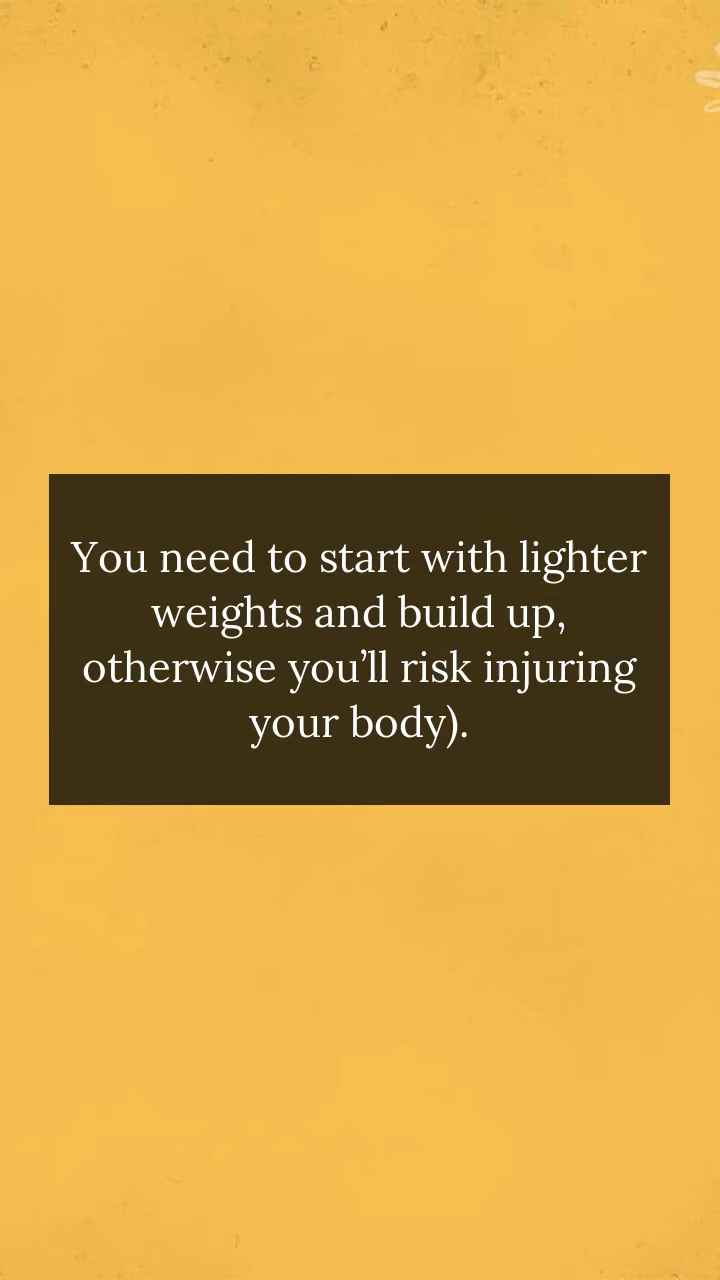 You need to start with lighter
weights and build up,
otherwise you’ll risk injuring
your body).